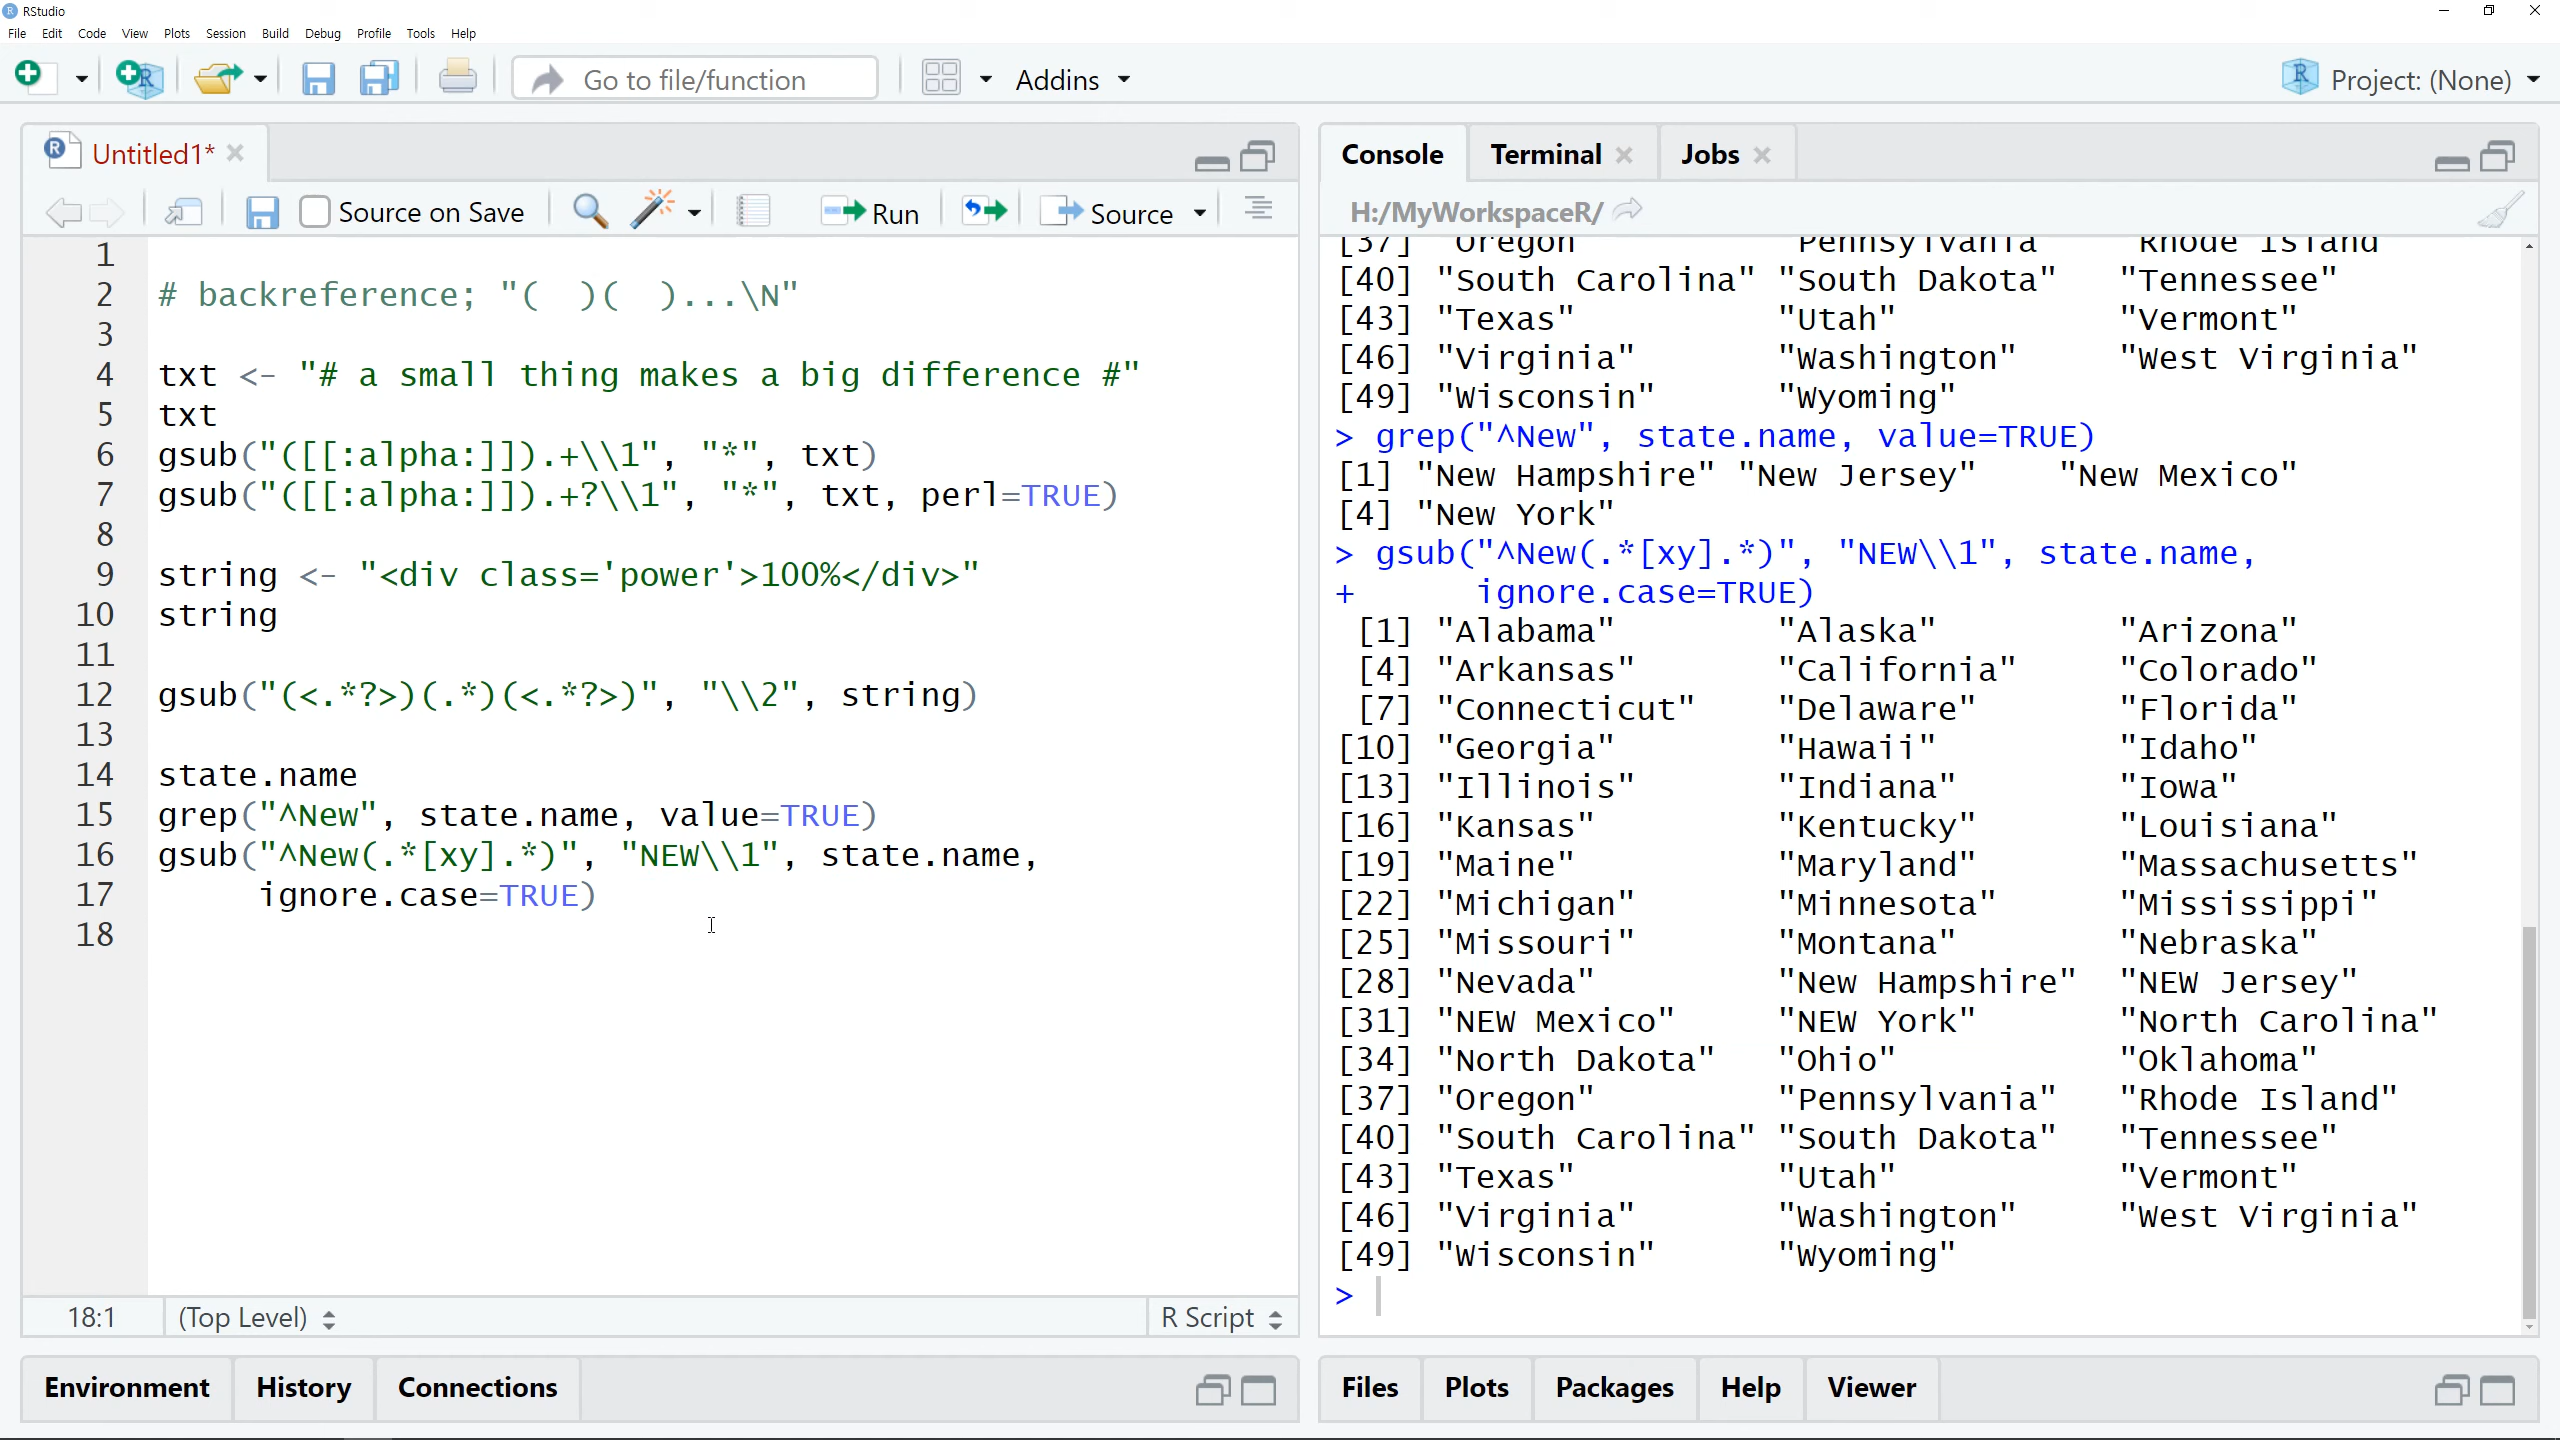 RStudio
File Edit Code View Plots Session Build Debug Profile Tools Help
Go to file/function Addins Project: (None)
Untitled1*
Source on Save Run Source
1
2 # backreference; "(  )(  )...\N"
3
4 txt <- "# a small thing makes a big difference #"
5 txt
6 gsub("([[:alpha:]]).+\\1", "*", txt)
7 gsub("([[:alpha:]]).+?\\1", "*", txt, perl=TRUE)
8
9 string <- "<div class='power'>100%</div>"
10 string
11
12 gsub("(<.*?>)(.*)(<.*?>)", "\\2", string)
13
14 state.name
15 grep("^New", state.name, value=TRUE)
16 gsub("^New(.*[xy].*)", "NEW\\1", state.name,
17      ignore.case=TRUE)
18
18:1 (Top Level) R Script
Environment History Connections
Console Terminal Jobs
H:/MyWorkspaceR/
[37] "Oregon" "Pennsylvania" "Rhode Island"
[40] "South Carolina" "South Dakota" "Tennessee"
[43] "Texas" "Utah" "Vermont"
[46] "Virginia" "Washington" "West Virginia"
[49] "Wisconsin" "Wyoming"
> grep("^New", state.name, value=TRUE)
[1] "New Hampshire" "New Jersey" "New Mexico"
[4] "New York"
> gsub("^New(.*[xy].*)", "NEW\\1", state.name,
+      ignore.case=TRUE)
[1] "Alabama" "Alaska" "Arizona"
[4] "Arkansas" "California" "Colorado"
[7] "Connecticut" "Delaware" "Florida"
[10] "Georgia" "Hawaii" "Idaho"
[13] "Illinois" "Indiana" "Iowa"
[16] "Kansas" "Kentucky" "Louisiana"
[19] "Maine" "Maryland" "Massachusetts"
[22] "Michigan" "Minnesota" "Mississippi"
[25] "Missouri" "Montana" "Nebraska"
[28] "Nevada" "New Hampshire" "NEW Jersey"
[31] "NEW Mexico" "NEW York" "North Carolina"
[34] "North Dakota" "Ohio" "Oklahoma"
[37] "Oregon" "Pennsylvania" "Rhode Island"
[40] "South Carolina" "South Dakota" "Tennessee"
[43] "Texas" "Utah" "Vermont"
[46] "Virginia" "Washington" "West Virginia"
[49] "Wisconsin" "Wyoming"
>
Files Plots Packages Help Viewer